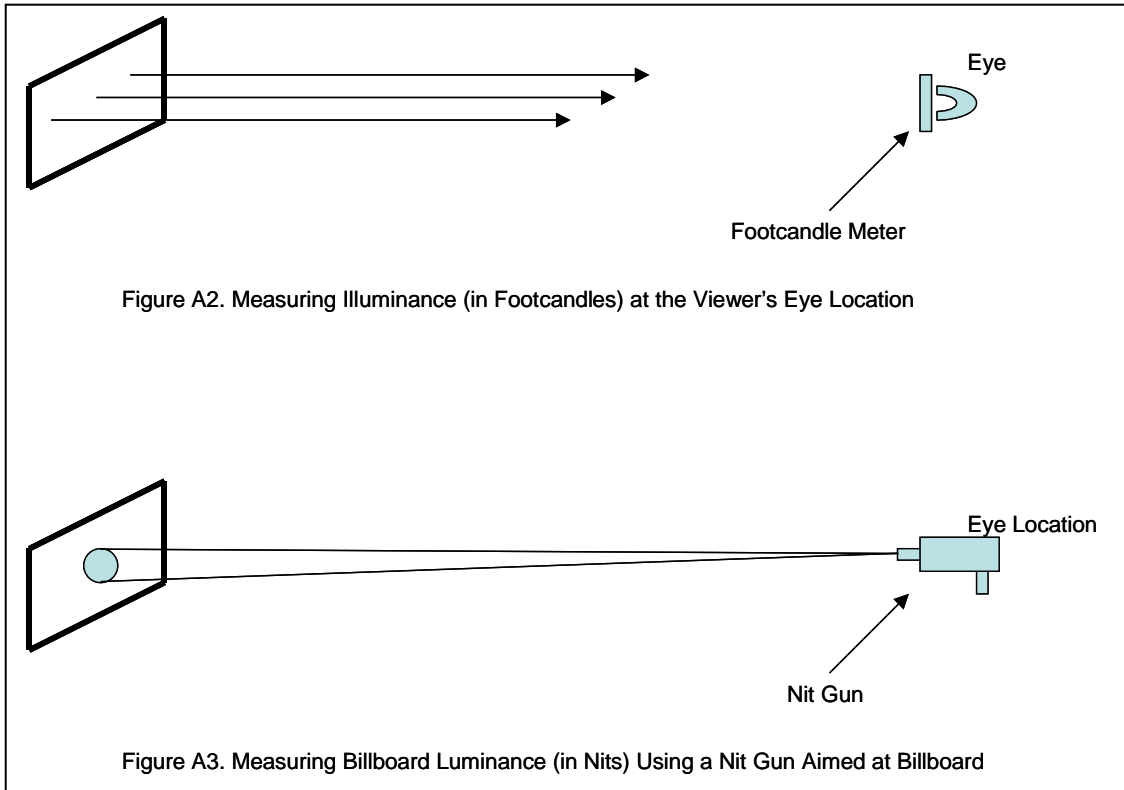 Eye
Footcandle Meter
Figure A2. Measuring Illuminance (in Footcandles) at the Viewer's Eye Location
Eye Location
Nit Gun
Figure A3. Measuring Billboard Luminance (in Nits) Using a Nit Gun Aimed at Billboard